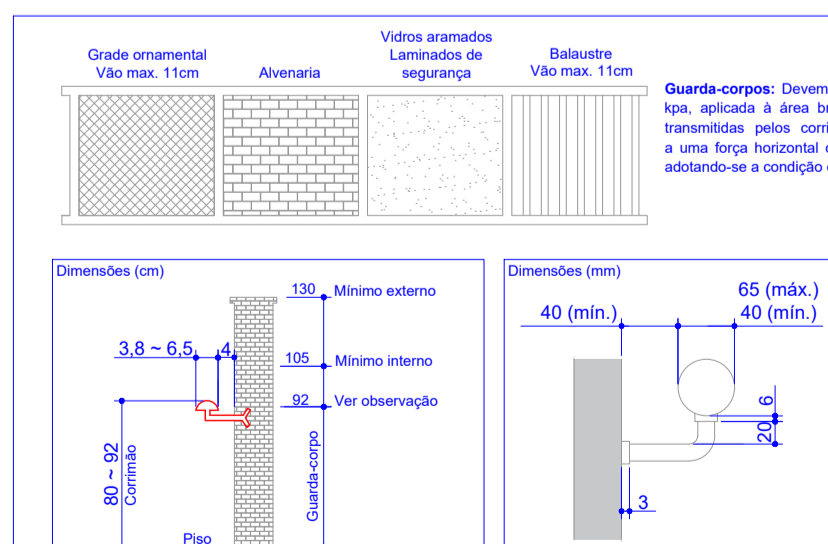 Grade ornamental
Vão max. 11cm
Alvenaria
Vidros aramados
Laminados de
segurança
Balaustre
Vão max. 11cm
Guarda-corpos: Devem
kpa, aplicada à área br
transmitidas pelos corri
a uma força horizontal
adotando-se a condição
Dimensões (cm)
130 Mínimo externo
3,8 ~ 6,5 4
105 Mínimo interno
92 Ver observação
80 ~ 92
Corrimão
Guarda-corpo
Piso
Dimensões (mm)
65 (máx.)
40 (mín.) 40 (mín.)
6
20
3